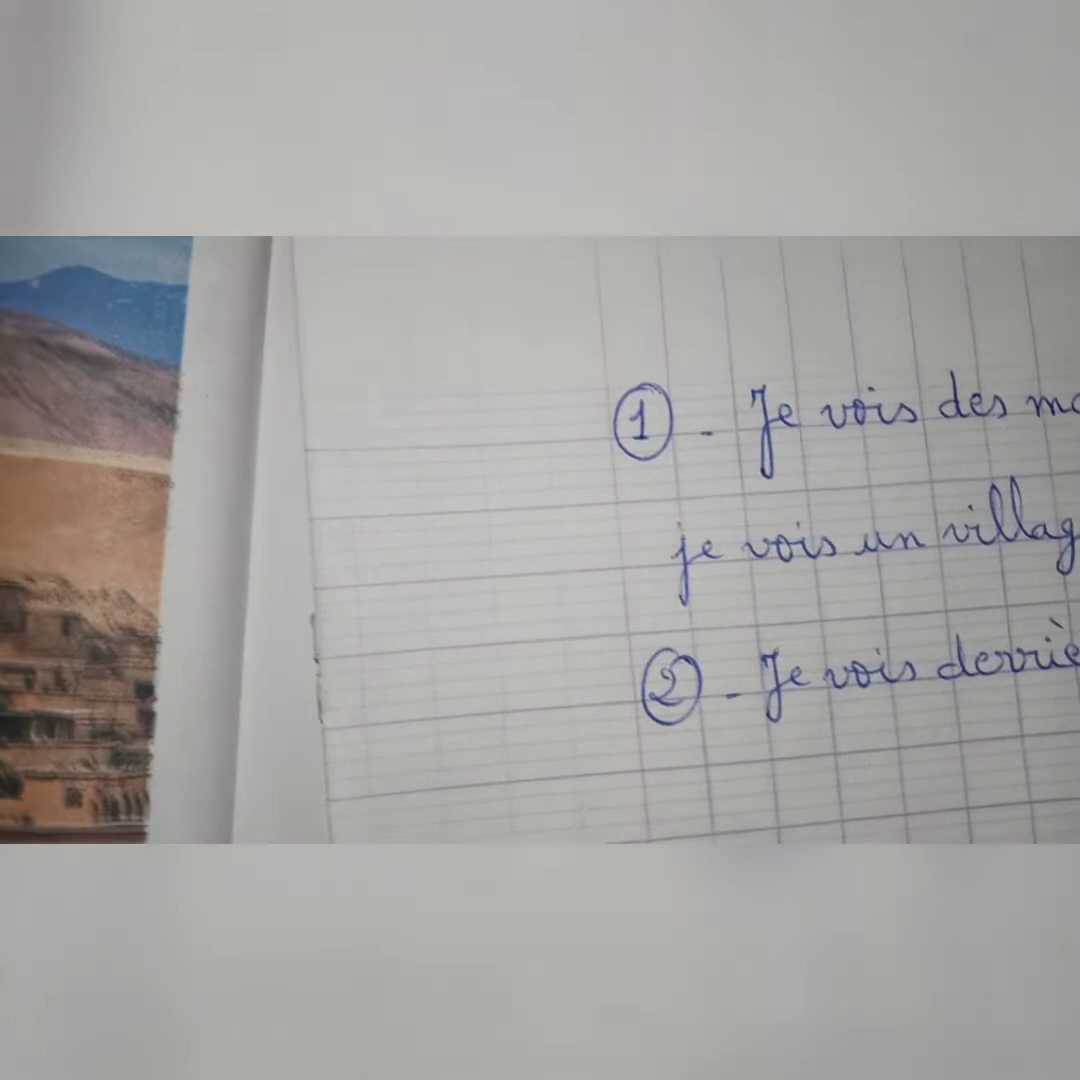 ① - Je vois des
je vois un
② - Je vois